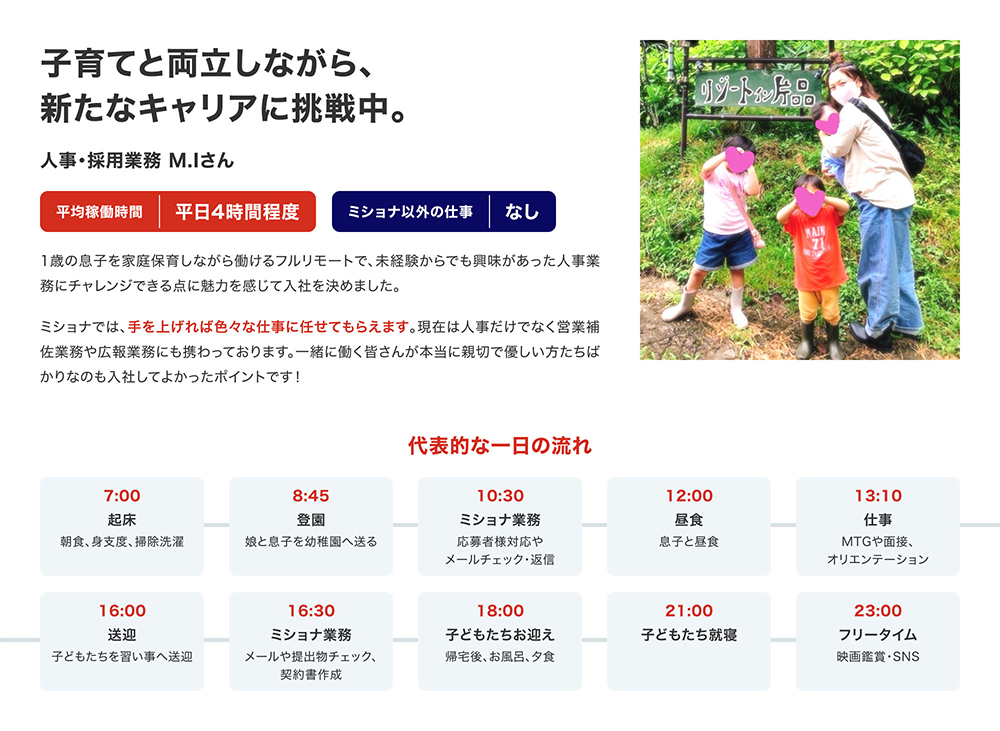 子育てと両立しながら、
新たなキャリアに挑戦中。
人事・採用業務 M.Iさん
平均稼働時間 平日4時間程度
ミショナ以外の仕事 なし
1歳の息子を家庭保育しながら働けるフルリモートで、未経験からでも興味があった人事業
務にチャレンジできる点に魅力を感じて入社を決めました。
ミショナでは、手を上げれば色々な仕事に任せてもらえます。現在は人事だけでなく営業補
佐業務や広報業務にも携わっております。一緒に働く皆さんが本当に親切で優しい方たちば
かりなのも入社してよかったポイントです！
リゾートイン片品
MAIN
71
代表的な一日の流れ
7:00
起床
朝食、身支度、掃除洗濯
8:45
登園
娘と息子を幼稚園へ送る
10:30
ミショナ業務
応募者様対応や
メールチェック・返信
12:00
昼食
息子と昼食
13:10
仕事
MTGや面接、
オリエンテーション
16:00
送迎
子どもたちを習い事へ送迎
16:30
ミショナ業務
メールや提出物チェック、
契約書作成
18:00
子どもたちお迎え
帰宅後、お風呂、夕食
21:00
子どもたち就寝
23:00
フリータイム
映画鑑賞・SNS